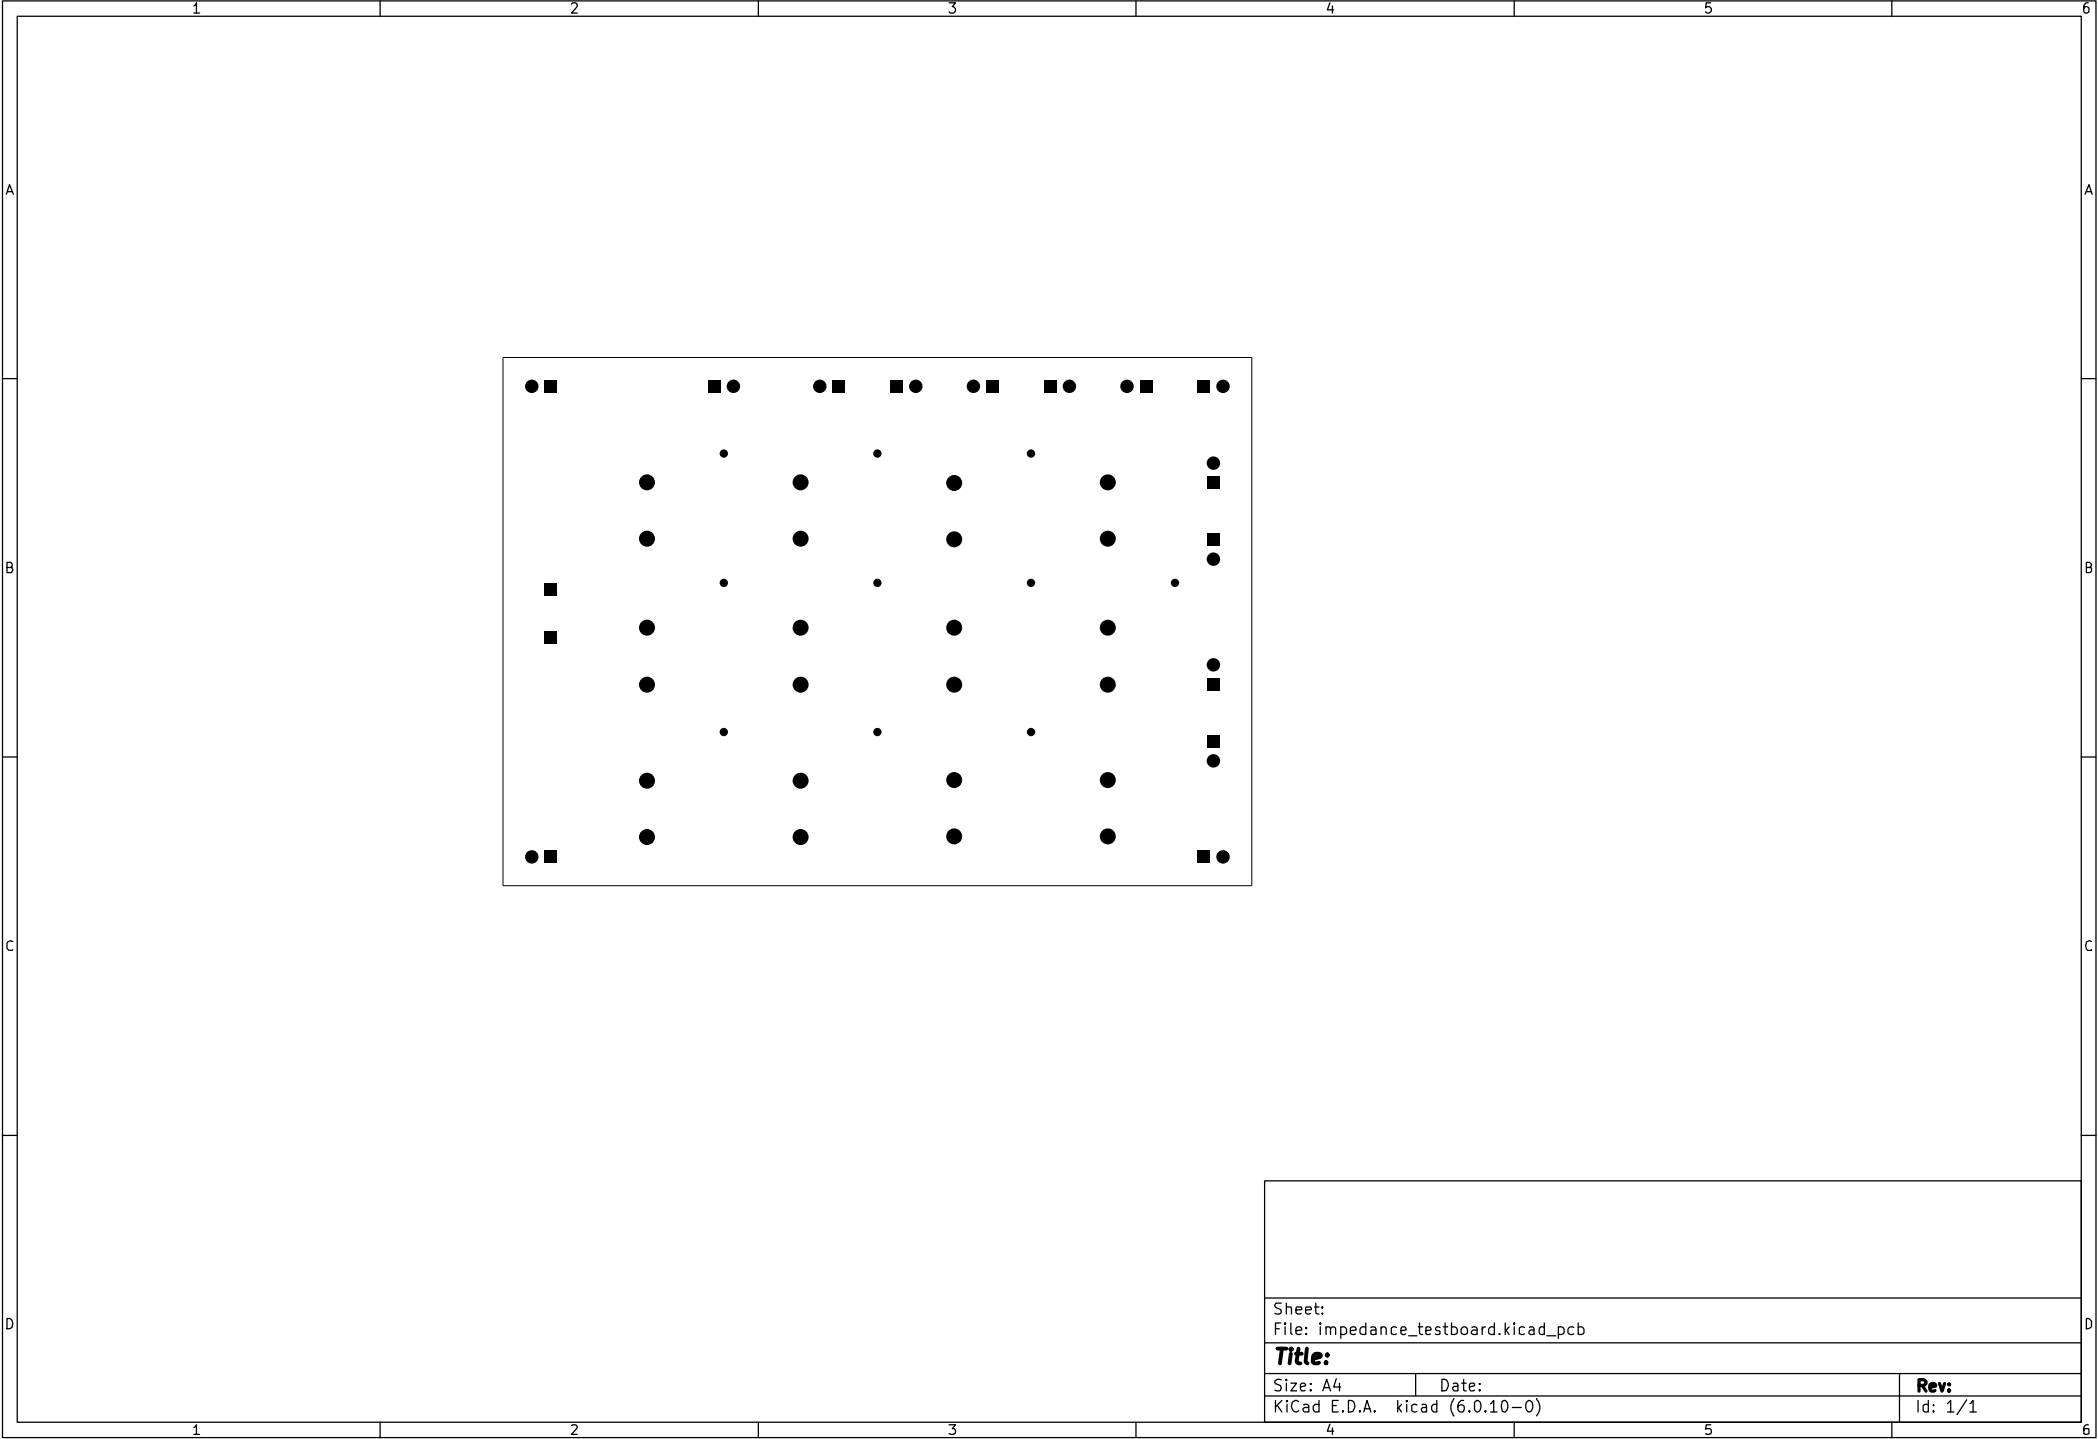 1 2 3 4 5 6
A A
B B
C C
Sheet:
File: impedance_testboard.kicad_pcb
D D
Title:
Size: A4 Date: Rev:
KiCad E.D.A. kicad (6.0.10-0) Id: 1/1
1 2 3 4 5 6